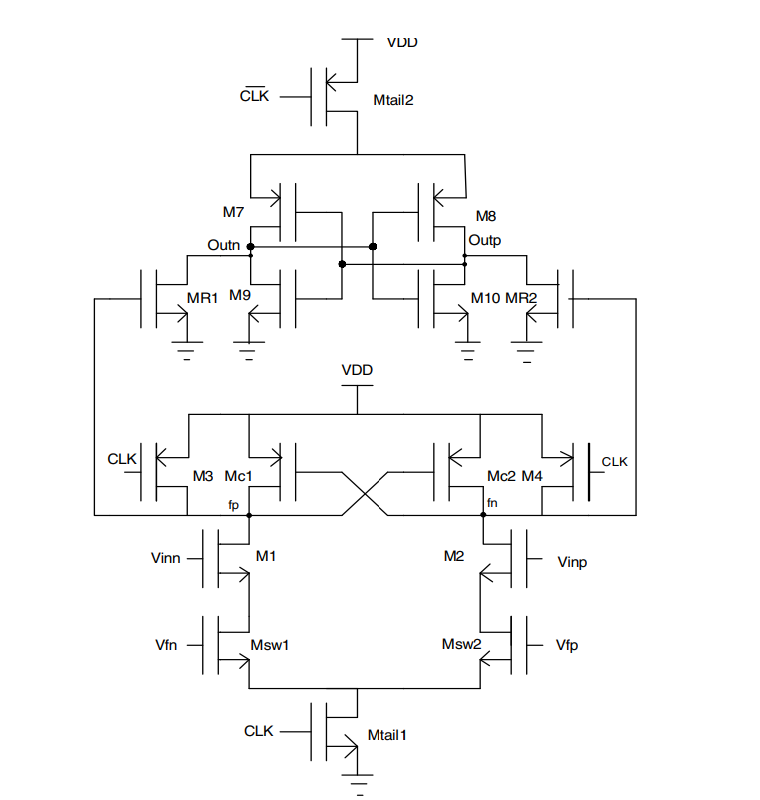 VDD
CLK
Mtail2
M7
M8
Outn
Outp
MR1 M9
M10 MR2
VDD
CLK
M3 Mc1
Mc2 M4
CLK
fp
fn
Vinn
M1
M2
Vinp
Vfn
Msw1
Msw2
Vfp
CLK
Mtail1